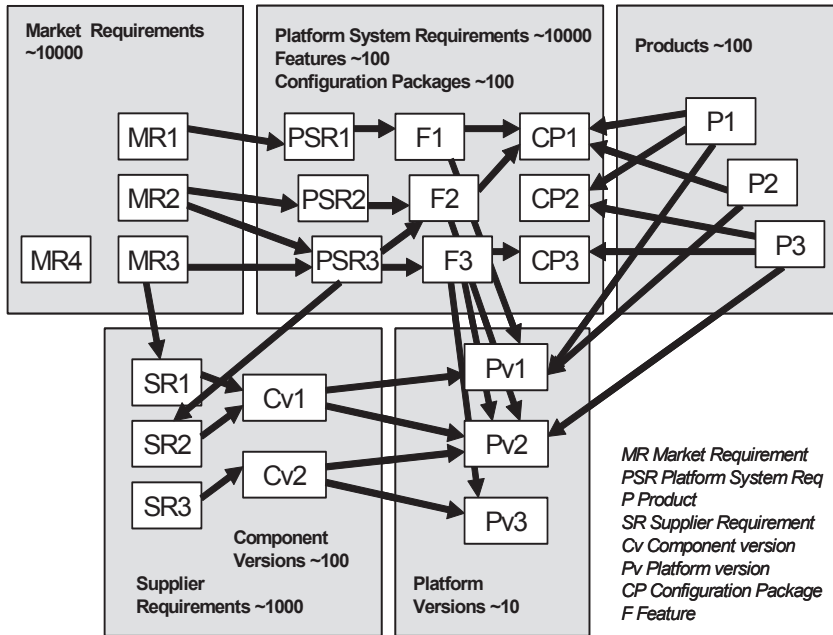 Market Requirements
~10000
Platform System Requirements ~10000
Features ~100
Configuration Packages ~100
Products ~100
MR1
PSR1
F1
CP1
P1
MR2
PSR2
F2
CP2
P2
MR4
MR3
PSR3
F3
CP3
P3
SR1
Cv1
Pv1
SR2
Pv2
SR3
Cv2
Pv3
Component
Versions ~100
Supplier
Requirements ~1000
Platform
Versions ~10
MR Market Requirement
PSR Platform System Req
P Product
SR Supplier Requirement
Cv Component version
Pv Platform version
CP Configuration Package
F Feature